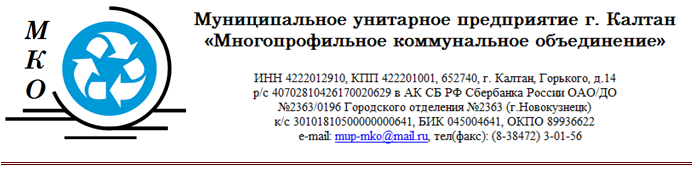 М
К
О
Муниципальное унитарное предприятие г. Калтан
«Многопрофильное коммунальное объединение»
ИНН 4222012910, КПП 422201001, 652740, г. Калтан, Горького, д.14
р/с 40702810426170020629 в АК СБ РФ Сбербанка России ОАО/ДО
№2363/0196 Городского отделения №2363 (г.Новокузнецк)
к/с 30101810500000000641, БИК 045004641, ОКПО 89936622
e-mail: mup-mko@mail.ru, тел(факс): (8-38472) 3-01-56